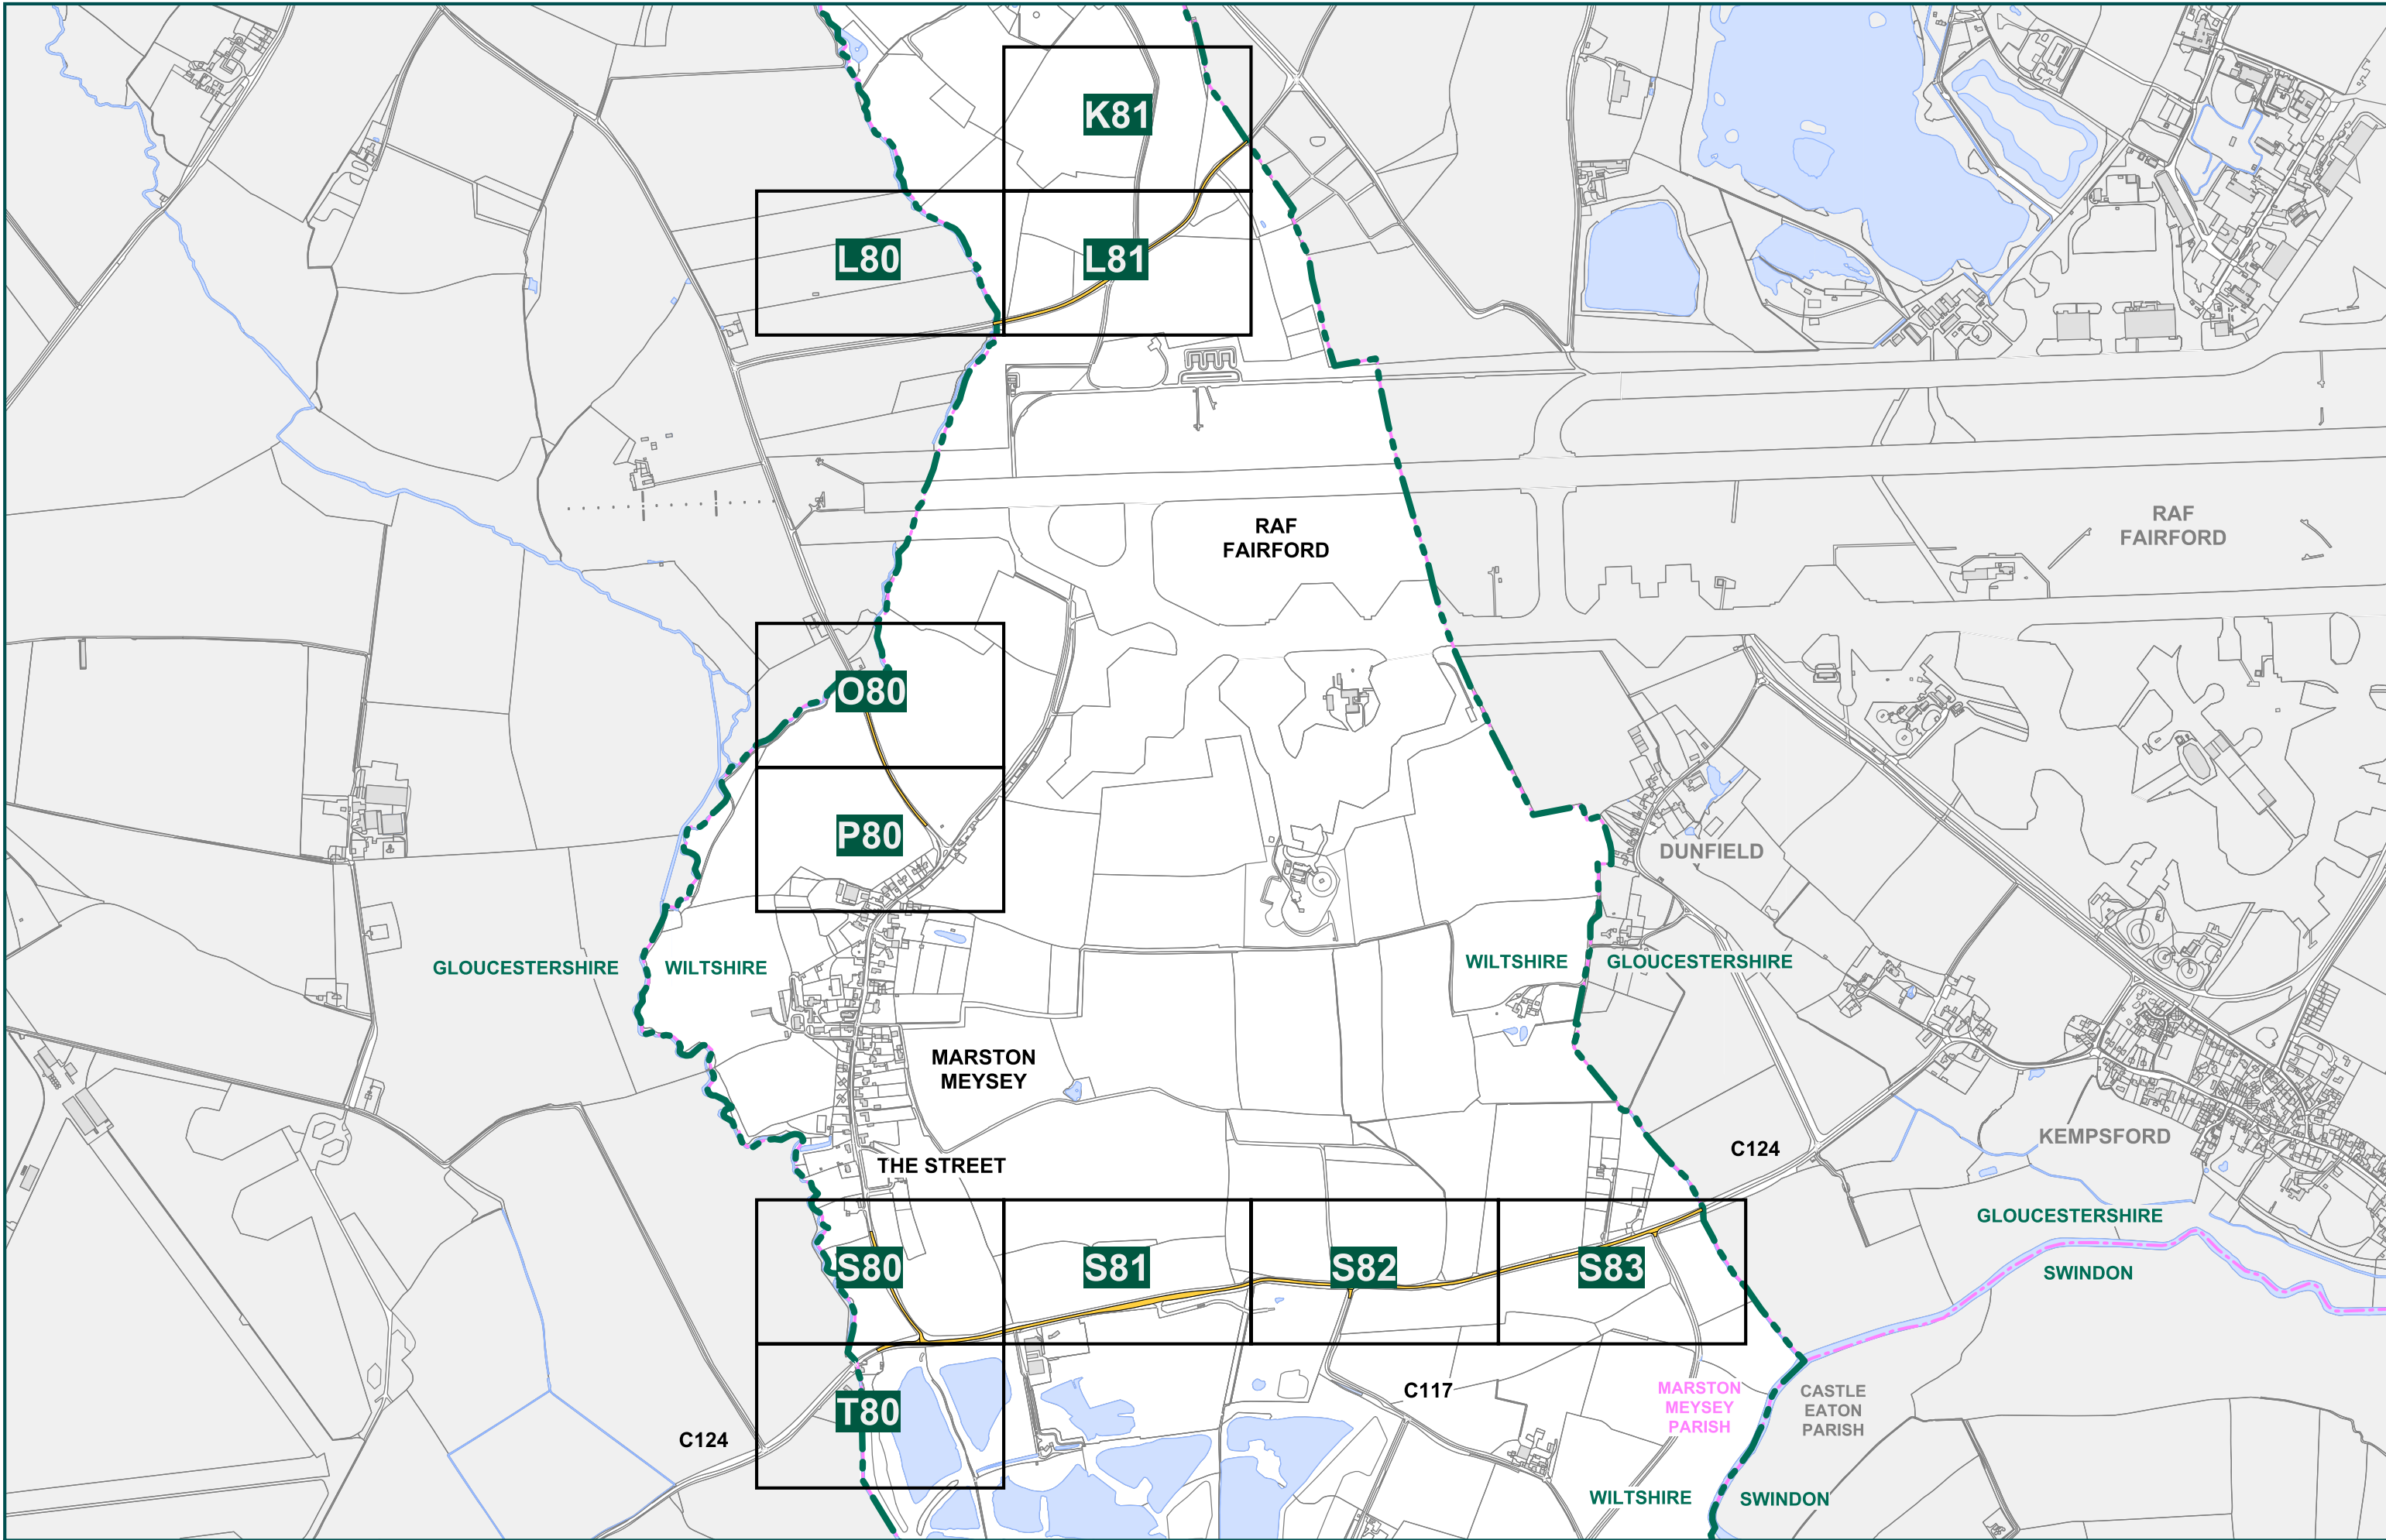 K81
L80
L81
RAF
FAIRFORD
RAF
FAIRFORD
O80
P80
DUNFIELD
GLOUCESTERSHIRE
WILTSHIRE
WILTSHIRE
GLOUCESTERSHIRE
MARSTON
MEYSEY
KEMPSFORD
C124
THE STREET
GLOUCESTERSHIRE
SWINDON
S80
S81
S82
S83
T80
C117
MARSTON
MEYSEY
PARISH
CASTLE
EATON
PARISH
C124
WILTSHIRE
SWINDON